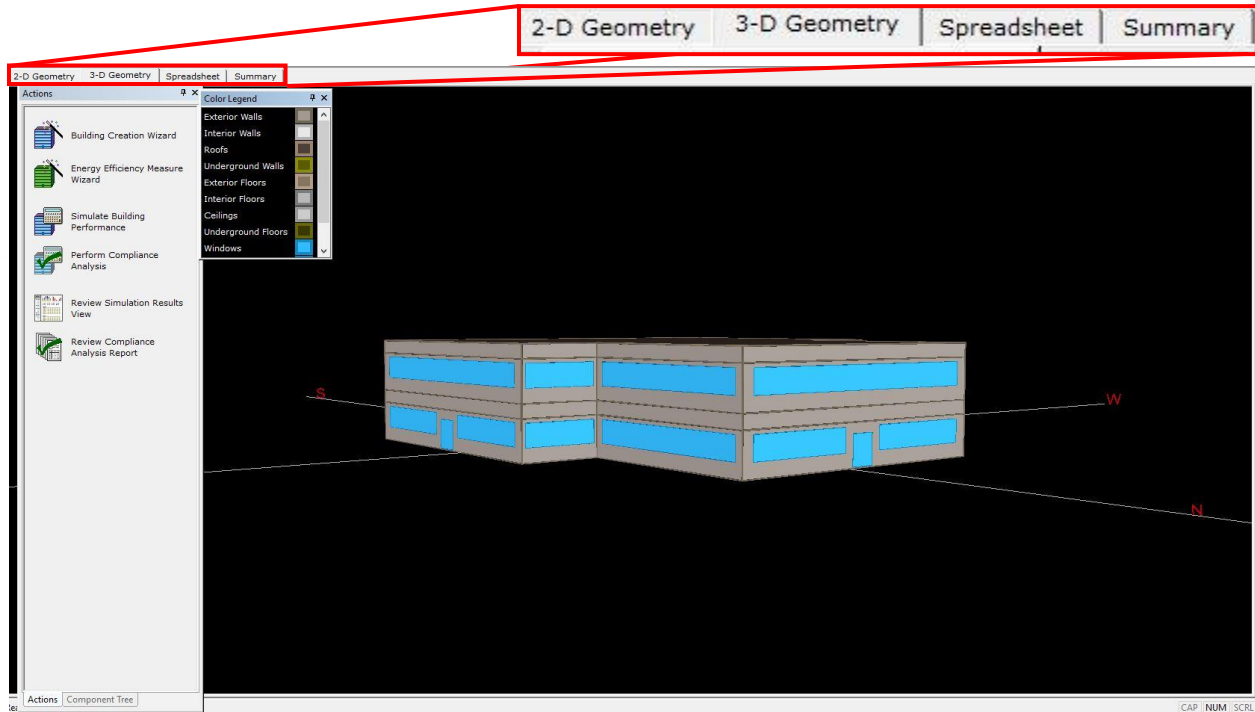 2-D Geometry 3-D Geometry Spreadsheet Summary
2-D Geometry 3-D Geometry Spreadsheet Summary
Actions
Building Creation Wizard
Energy Efficiency Measure
Wizard
Simulate Building
Performance
Perform Compliance
Analysis
Review Simulation Results
View
Review Compliance
Analysis Report
Actions Component Tree
Color Legend
Exterior Walls
Interior Walls
Roofs
Underground Walls
Exterior Floors
Interior Floors
Ceilings
Underground Floors
Windows
S
W
N
CAP NUM SCRL